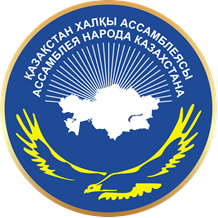 ҚАЗАҚСТАН ХАЛҚЫ АССАМБЛЕЯСЫ
АССАМБЛЕЯ НАРОДА КАЗАХСТАНА